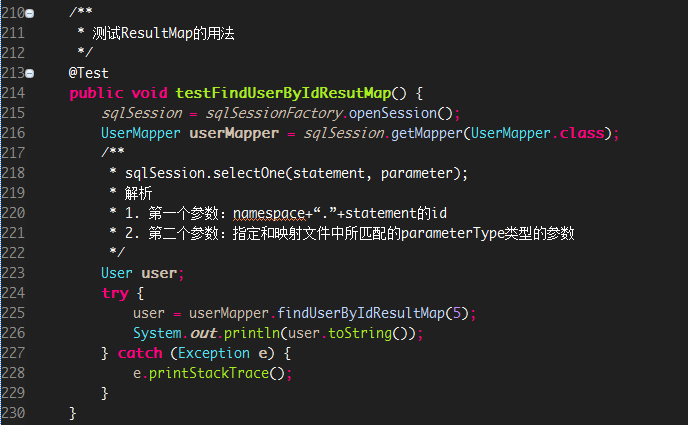 210 /**
211 * 测试ResultMap的用法
212 */
213 @Test
214 public void testFindUserByIdResutMap() {
215 sqlSession = sqlSessionFactory.openSession();
216 UserMapper userMapper = sqlSession.getMapper(UserMapper.class);
217 /**
218 * sqlSession.selectOne(statement, parameter);
219 * 解析
220 * 1. 第一个参数：namespace+“.”+statement的id
221 * 2. 第二个参数：指定和映射文件中所匹配的parameterType类型的参数
222 */
223 User user;
224 try {
225 user = userMapper.findUserByIdResultMap(5);
226 System.out.println(user.toString());
227 } catch (Exception e) {
228 e.printStackTrace();
229 }
230 }